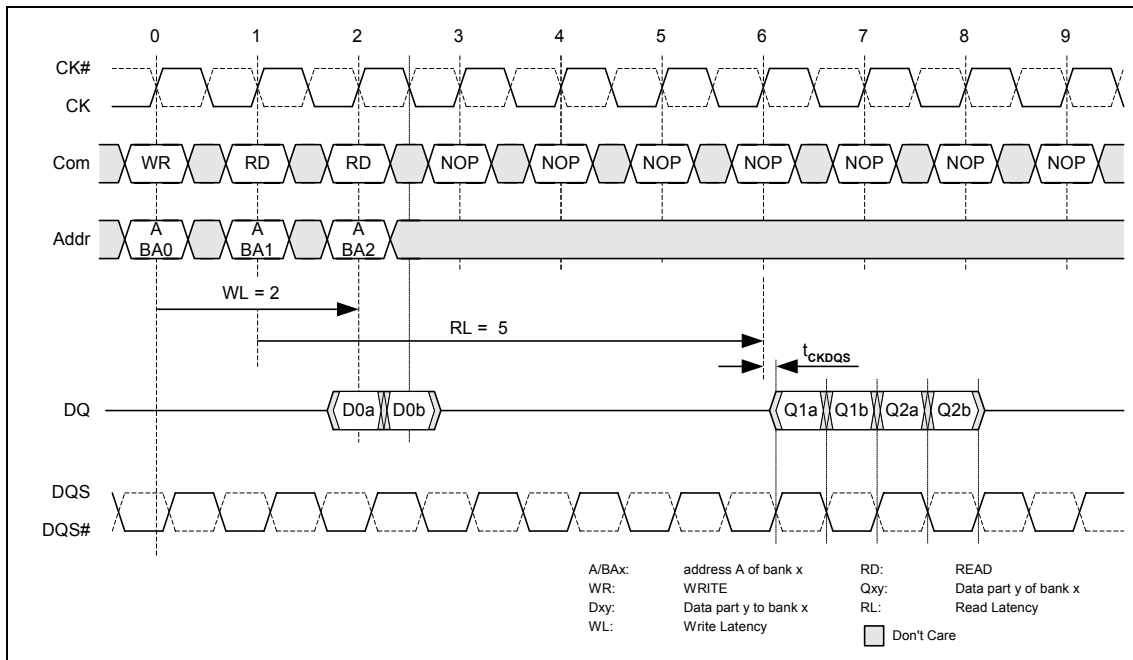 0 1 2 3 4 5 6 7 8 9
CK#
CK
Com WR RD RD NOP NOP NOP NOP NOP NOP NOP
Addr A BA0 A BA1 A BA2
WL = 2
RL = 5
tCKDQS
DQ D0a D0b Q1a Q1b Q2a Q2b
DQS
DQS#
A/BAx: address A of bank x RD: READ
WR: WRITE Qxy: Data part y of bank x
Dxy: Data part y to bank x RL: Read Latency
WL: Write Latency
Don't Care